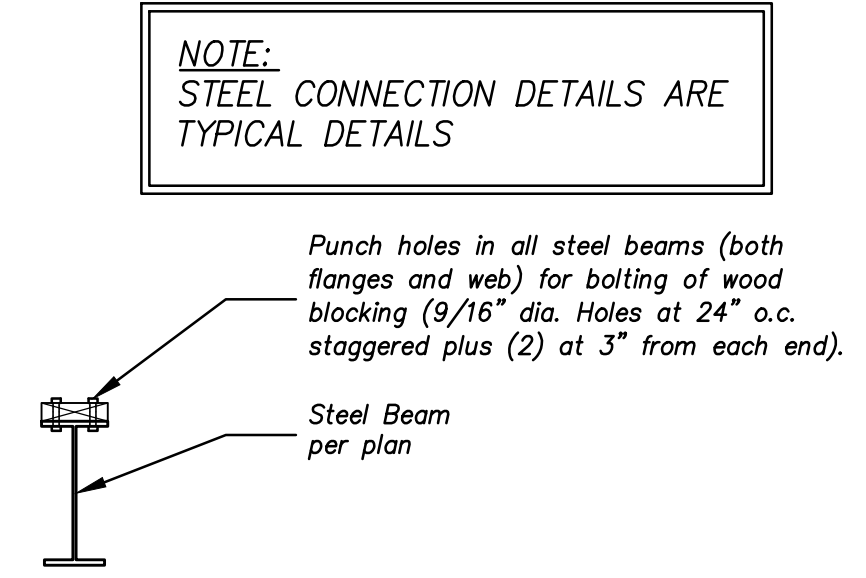 NOTE:
STEEL CONNECTION DETAILS ARE
TYPICAL DETAILS
Punch holes in all steel beams (both
flanges and web) for bolting of wood
blocking (9/16" dia. Holes at 24" o.c.
staggered plus (2) at 3" from each end).
Steel Beam
per plan